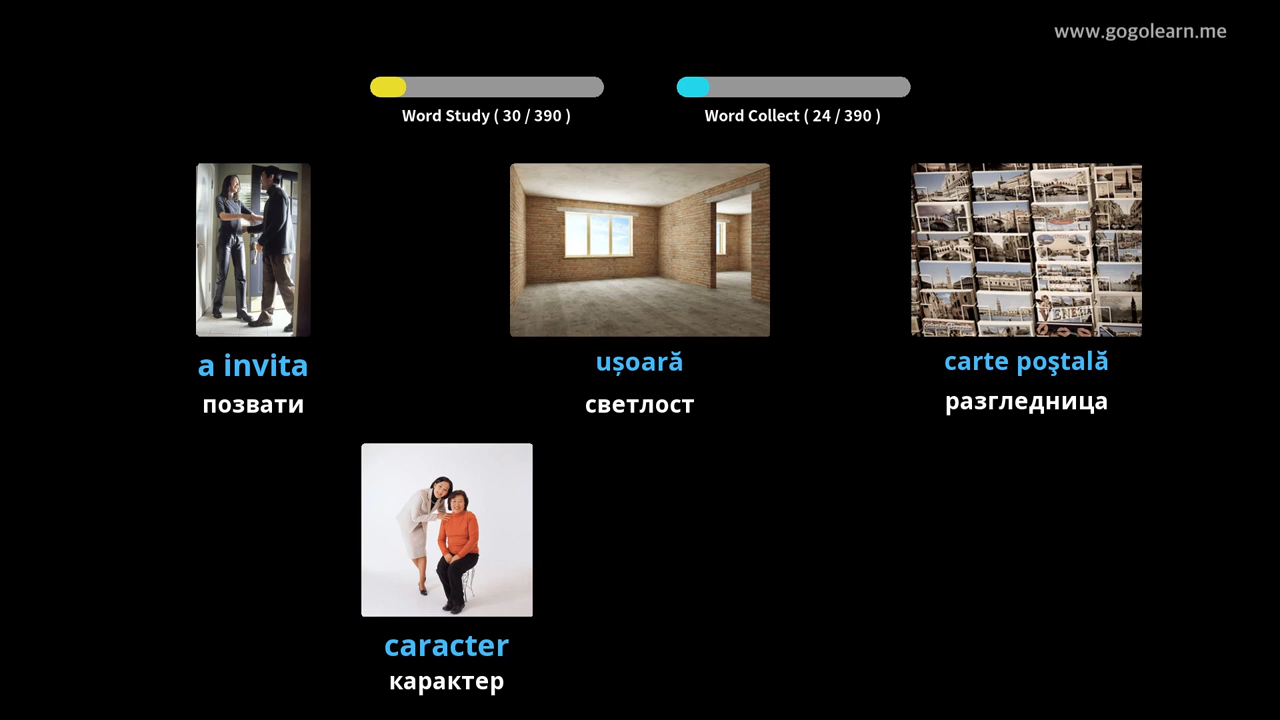 www.gogolearn.me
Word Study ( 30 / 390 )
Word Collect ( 24 / 390 )
a invita
позвати
ușoară
светлост
carte poştală
разгледница
VENEZIA
caracter
карактер